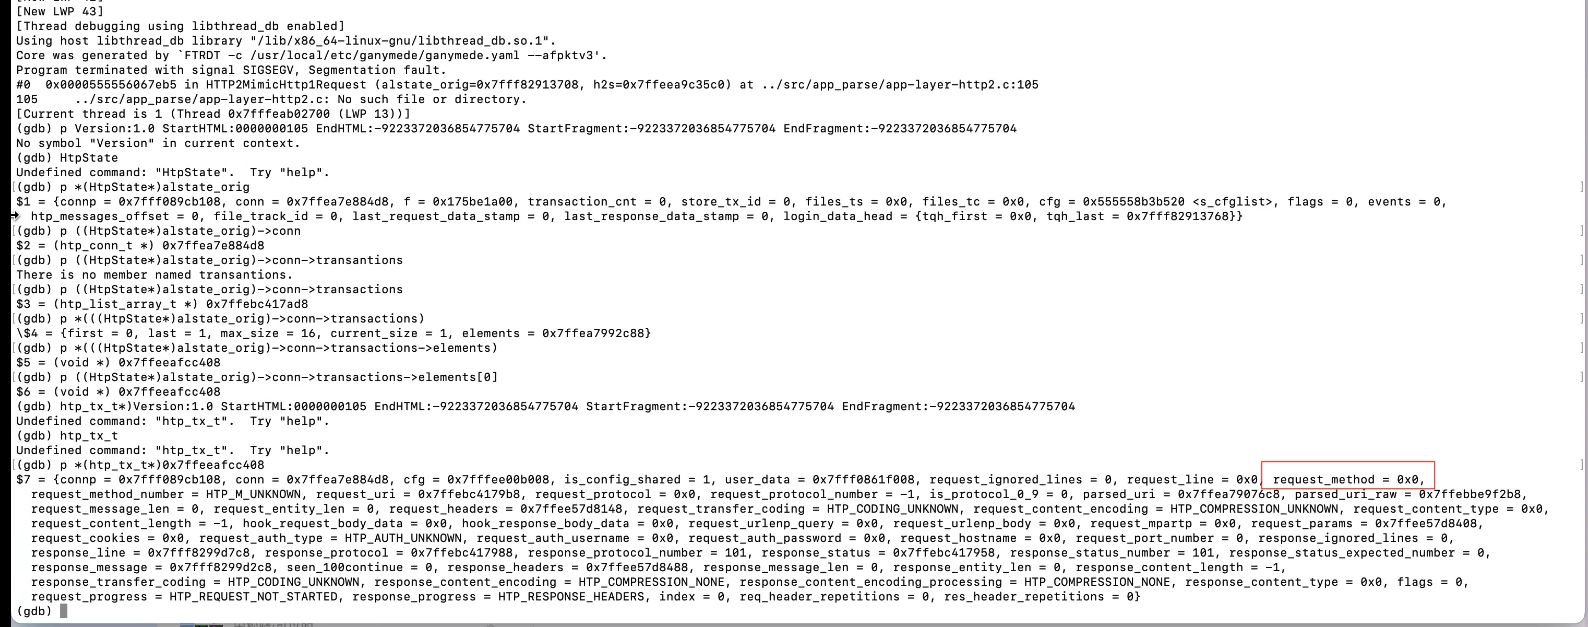 [New LWP 43]
[Thread debugging using libthread_db enabled]
Using host libthread_db library "/lib/x86_64-linux-gnu/libthread_db.so.1".
Core was generated by `FTRDT -c /usr/local/etc/ganymede/ganymede.yaml --afpktv3'.
Program terminated with signal SIGSEGV, Segmentation fault.
#0  0x0000555556067eb5 in HTTP2MimicHttp1Request (alstate_orig=0x7fff82913708, h2s=0x7ffeea9c35c0) at ../src/app_parse/app-layer-http2.c:105
105     ../src/app_parse/app-layer-http2.c: No such file or directory.
[Current thread is 1 (Thread 0x7fffeab02700 (LWP 13))]
(gdb) p Version:1.0 StartHTML:0000000105 EndHTML:-9223372036854775704 StartFragment:-9223372036854775704 EndFragment:-9223372036854775704
No symbol "Version" in current context.
(gdb) HtpState
Undefined command: "HtpState".  Try "help".
[(gdb) p *(HtpState*)alstate_orig ]
$1 = {connp = 0x7fff089cb108, conn = 0x7ffea7e884d8, f = 0x175be1a00, transaction_cnt = 0, store_tx_id = 0, files_ts = 0x0, files_tc = 0x0, cfg = 0x555558b3b520 <s_cfglist>, flags = 0, events = 0,
htp_messages_offset = 0, file_track_id = 0, last_request_data_stamp = 0, last_response_data_stamp = 0, login_data_head = {tqh_first = 0x0, tqh_last = 0x7fff82913768}}
[(gdb) p ((HtpState*)alstate_orig)->conn ]
$2 = (htp_conn_t *) 0x7ffea7e884d8
[(gdb) p ((HtpState*)alstate_orig)->conn->transantions ]
There is no member named transantions.
[(gdb) p ((HtpState*)alstate_orig)->conn->transactions ]
$3 = (htp_list_array_t *) 0x7ffebc417ad8
[(gdb) p *(((HtpState*)alstate_orig)->conn->transactions) ]
\$4 = {first = 0, last = 1, max_size = 16, current_size = 1, elements = 0x7ffea7992c88}
[(gdb) p *(((HtpState*)alstate_orig)->conn->transactions->elements) ]
$5 = (void *) 0x7ffeeafcc408
[(gdb) p ((HtpState*)alstate_orig)->conn->transactions->elements[0] ]
$6 = (void *) 0x7ffeeafcc408
(gdb) htp_tx_t*)Version:1.0 StartHTML:0000000105 EndHTML:-9223372036854775704 StartFragment:-9223372036854775704 EndFragment:-9223372036854775704
Undefined command: "htp_tx_t".  Try "help".
(gdb) htp_tx_t
Undefined command: "htp_tx_t".  Try "help".
[(gdb) p *(htp_tx_t*)0x7ffeeafcc408 ]
$7 = {connp = 0x7fff089cb108, conn = 0x7ffea7e884d8, cfg = 0x7fffee00b008, is_config_shared = 1, user_data = 0x7fff0861f008, request_ignored_lines = 0, request_line = 0x0, request_method = 0x0,
request_method_number = HTP_M_UNKNOWN, request_uri = 0x7ffebc4179b8, request_protocol = 0x0, request_protocol_number = -1, is_protocol_0_9 = 0, parsed_uri = 0x7ffea79076c8, parsed_uri_raw = 0x7ffebbe9f2b8,
request_message_len = 0, request_entity_len = 0, request_headers = 0x7ffee57d8148, request_transfer_coding = HTP_CODING_UNKNOWN, request_content_encoding = HTP_COMPRESSION_UNKNOWN, request_content_type = 0x0,
request_content_length = -1, hook_request_body_data = 0x0, hook_response_body_data = 0x0, request_urlenp_query = 0x0, request_urlenp_body = 0x0, request_mpartp = 0x0, request_params = 0x7ffee57d8408,
request_cookies = 0x0, request_auth_type = HTP_AUTH_UNKNOWN, request_auth_username = 0x0, request_auth_password = 0x0, request_hostname = 0x0, request_port_number = 0, response_ignored_lines = 0,
response_line = 0x7fff8299d7c8, response_protocol = 0x7ffebc417988, response_protocol_number = 101, response_status = 0x7ffebc417958, response_status_number = 101, response_status_expected_number = 0,
response_message = 0x7fff8299d2c8, seen_100continue = 0, response_headers = 0x7ffee57d8488, response_message_len = 0, response_entity_len = 0, response_content_length = -1,
response_transfer_coding = HTP_CODING_UNKNOWN, response_content_encoding = HTP_COMPRESSION_NONE, response_content_encoding_processing = HTP_COMPRESSION_NONE, response_content_type = 0x0, flags = 0,
request_progress = HTP_REQUEST_NOT_STARTED, response_progress = HTP_RESPONSE_HEADERS, index = 0, req_header_repetitions = 0, res_header_repetitions = 0}
(gdb)